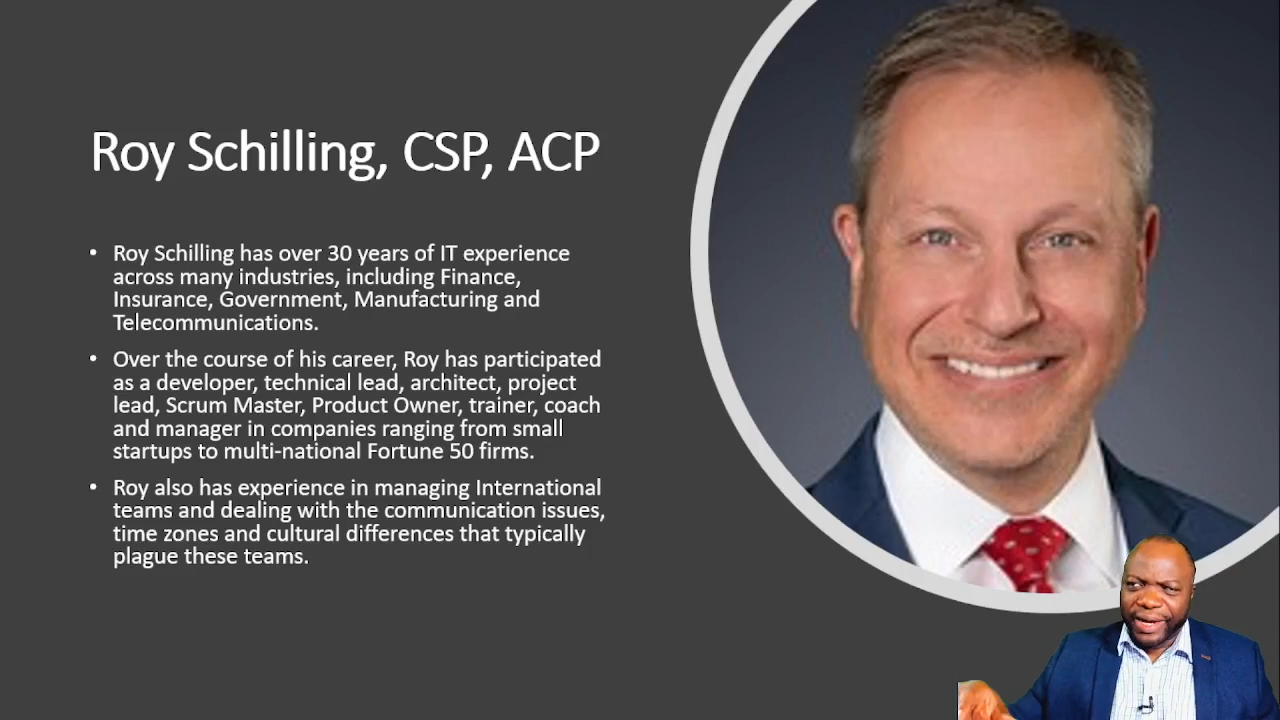 Roy Schilling, CSP, ACP
• Roy Schilling has over 30 years of IT experience
across many industries, including Finance,
Insurance, Government, Manufacturing and
Telecommunications.
• Over the course of his career, Roy has participated
as a developer, technical lead, architect, project
lead, Scrum Master, Product Owner, trainer, coach
and manager in companies ranging from small
startups to multi-national Fortune 50 firms.
• Roy also has experience in managing International
teams and dealing with the communication issues,
time zones and cultural differences that typically
plague these teams.